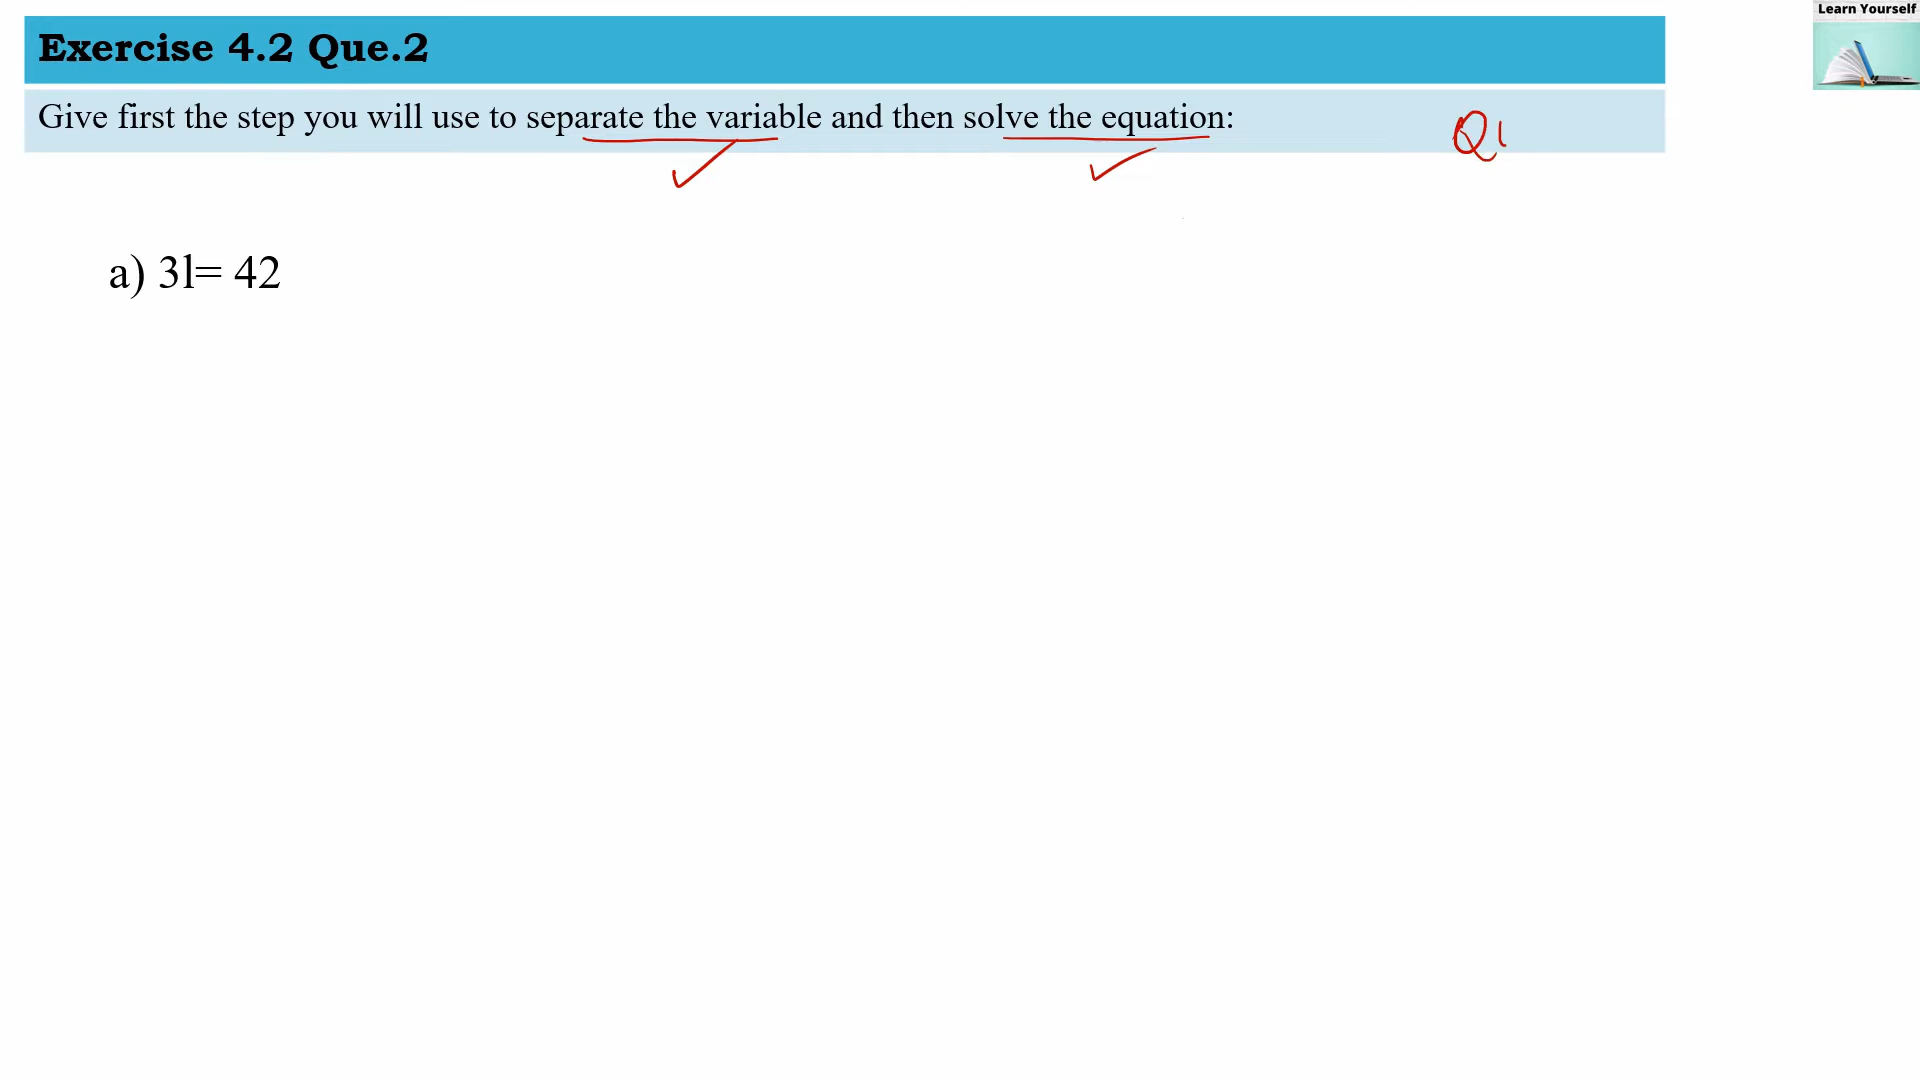 Learn Yourself
Exercise 4.2 Que.2
Give first the step you will use to separate the variable and then solve the equation:
Q1
a) 3l= 42